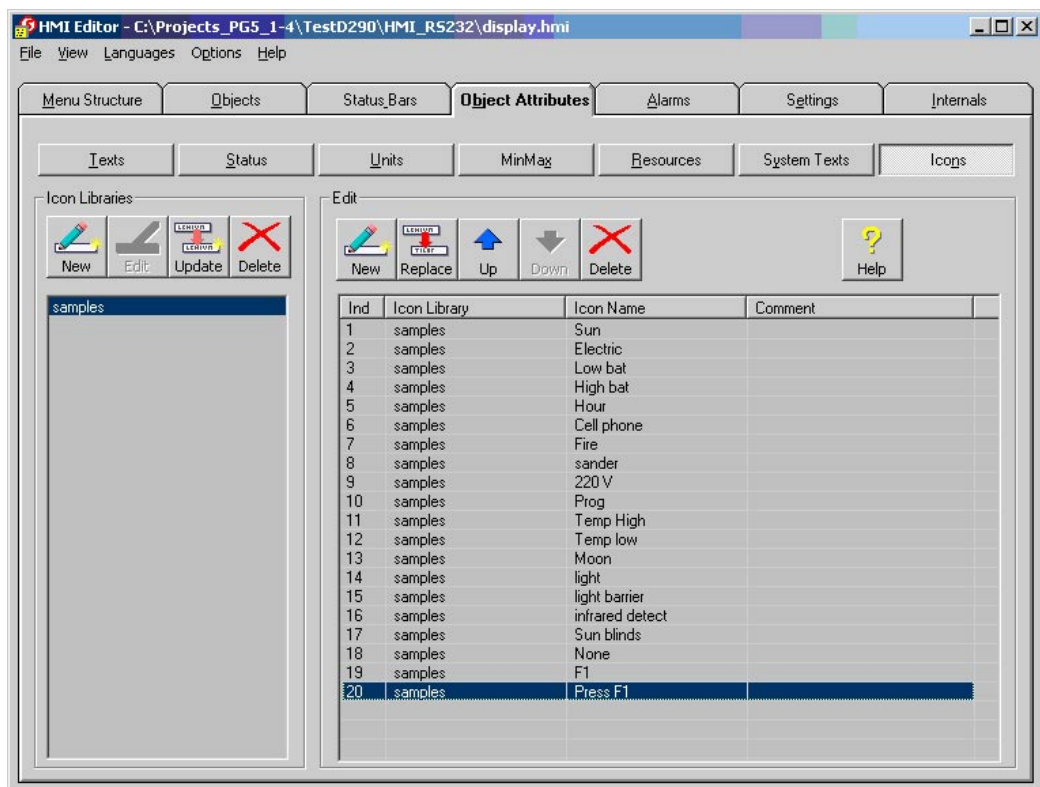 HMI Editor - C:\Projects_PG5_1-4\TestD290\HMI_RS232\display.hmi
File View Languages Options Help
Menu Structure Objects Status Bars Object Attributes Alarms Settings Internals
Texts Status Units MinMax Resources System Texts Icons
Icon Libraries
New Edit Update Delete
samples
Edit
New Replace Up Down Delete Help
Ind Icon Library Icon Name Comment
1 samples Sun
2 samples Electric
3 samples Low bat
4 samples High bat
5 samples Hour
6 samples Cell phone
7 samples Fire
8 samples sander
9 samples 220 V
10 samples Prog
11 samples Temp High
12 samples Temp low
13 samples Moon
14 samples light
15 samples light barrier
16 samples infrared detect
17 samples Sun blinds
18 samples None
19 samples F1
20 samples Press F1